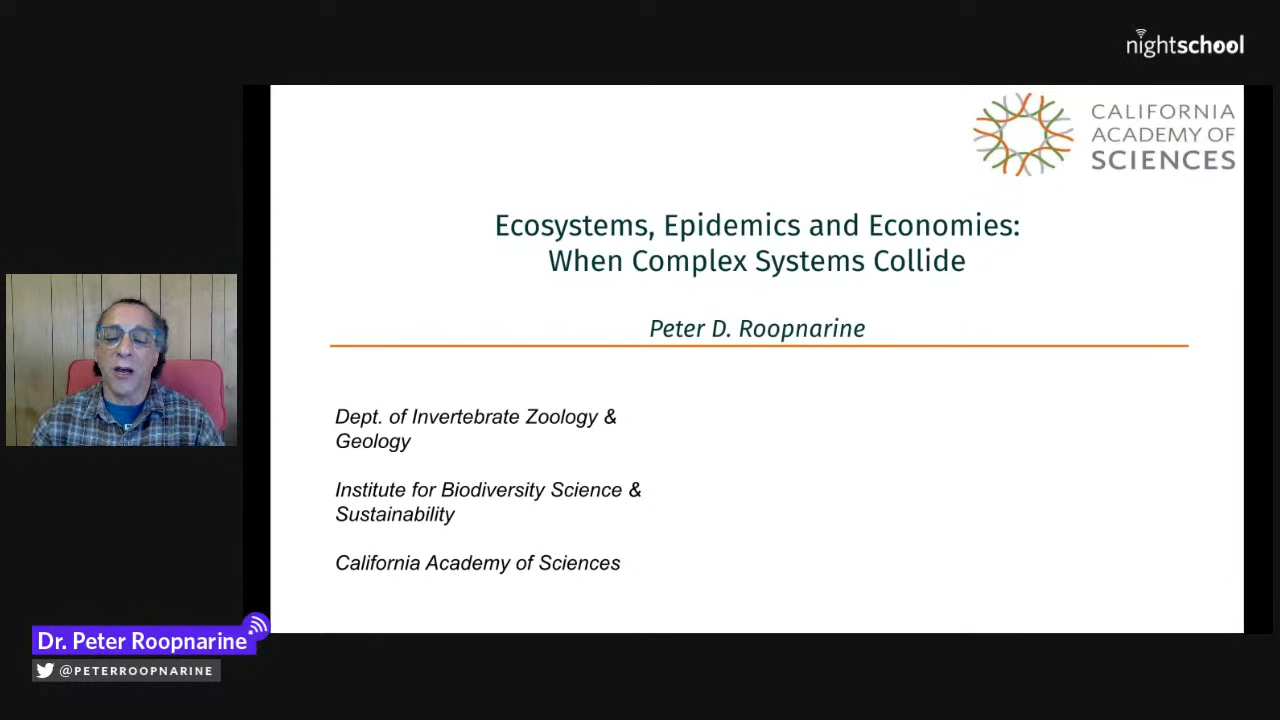 nightschool
CALIFORNIA
ACADEMY OF
SCIENCES
Ecosystems, Epidemics and Economies:
When Complex Systems Collide
Peter D. Roopnarine
Dept. of Invertebrate Zoology &
Geology
Institute for Biodiversity Science &
Sustainability
California Academy of Sciences
Dr. Peter Roopnarine
@PETERROOPNARINE